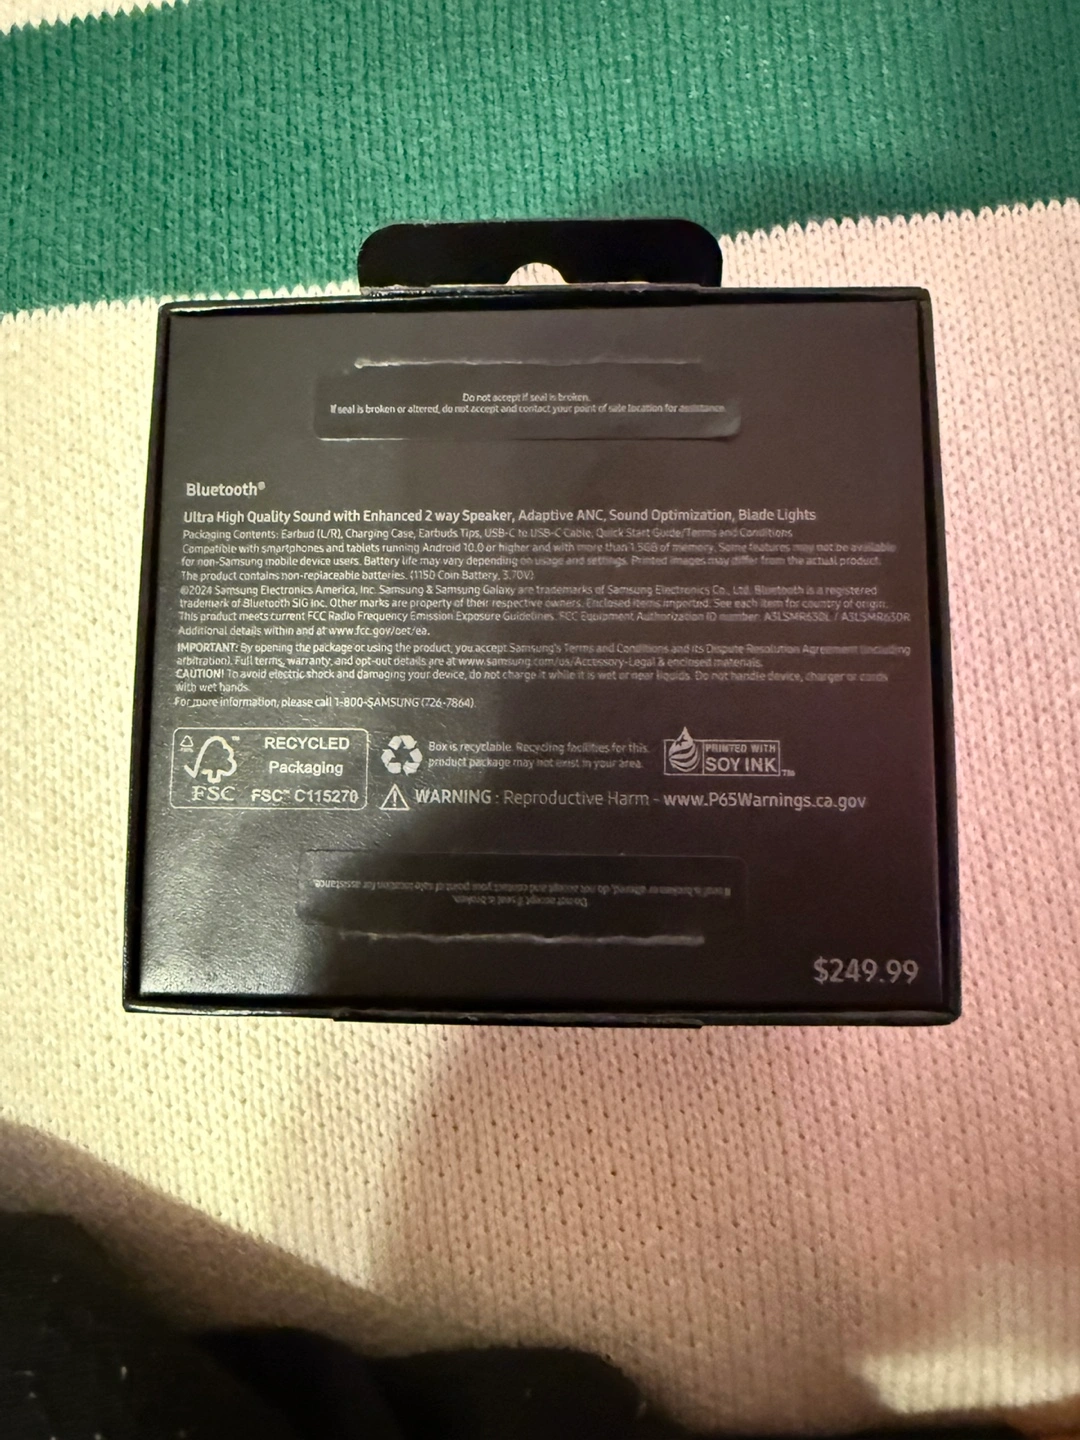 Do not accept if seal is broken.
If seal is broken or altered, do not accept and contact your point of sale location for assistance.
Bluetooth®
Ultra High Quality Sound with Enhanced 2 way Speaker, Adaptive ANC, Sound Optimization, Blade Lights
Packaging Contents: Earbud (L/R), Charging Case, Earbuds Tips, USB-C to USB-C Cable, Quick Start Guide/Terms and Conditions
Compatible with smartphones and tablets running Android 10.0 or higher and with more than 1.5GB of memory. Some features may not be available
for non-Samsung mobile device users. Battery life may vary depending on usage and settings. Printed images may differ from the actual product.
The product contains non-replaceable batteries. (1150 Coin Battery, 3.70V)
©2024 Samsung Electronics America, Inc. Samsung & Samsung Galaxy are trademarks of Samsung Electronics Co., Ltd. Bluetooth is a registered
trademark of Bluetooth SIG Inc. Other marks are property of their respective owners. Enclosed items imported. See each item for country of origin.
This product meets current FCC Radio Frequency Emission Exposure Guidelines. FCC Equipment Authorization ID number: A3LSMR630L / A3LSMR630R
Additional details within and at www.fcc.gov/oet/ea.
IMPORTANT: By opening the package or using the product, you accept Samsung's Terms and Conditions and its Dispute Resolution Agreement (including
arbitration). Full terms, warranty, and opt-out details are at www.samsung.com/us/Accessory-Legal & enclosed materials.
CAUTION! To avoid electric shock and damaging your device, do not charge it while it is wet or near liquids. Do not handle device, charger or cords
with wet hands.
For more information, please call 1-800-SAMSUNG (726-7864).
RECYCLED
Packaging
FSC
FSC™ C115270
Box is recyclable. Recycling facilities for this
product package may not exist in your area.
PRINTED WITH
SOY INK™
WARNING : Reproductive Harm - www.P65Warnings.ca.gov
Do not accept if seal is broken.
If seal is broken or altered, do not accept and contact your point of sale location for assistance.
$249.99